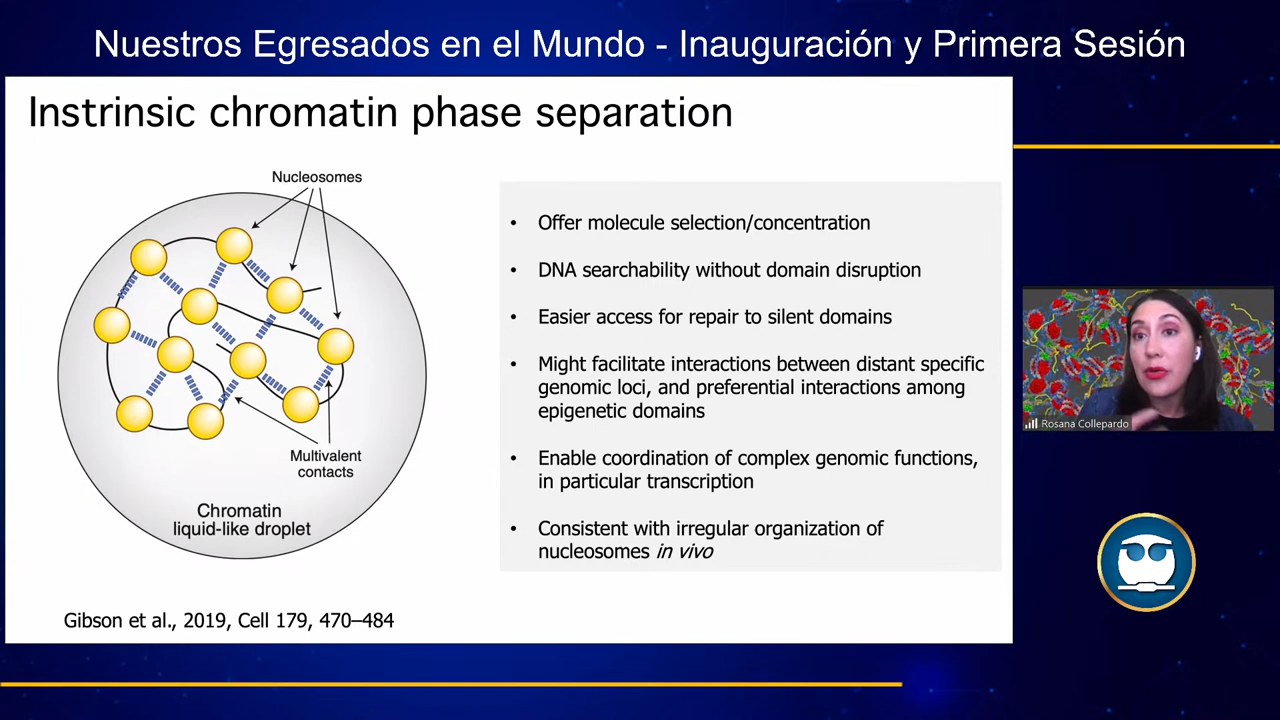 Nuestros Egresados en el Mundo - Inauguración y Primera Sesión
Instrinsic chromatin phase separation
Nucleosomes
Multivalent
contacts
Chromatin
liquid-like droplet
Gibson et al., 2019, Cell 179, 470–484
• Offer molecule selection/concentration
• DNA searchability without domain disruption
• Easier access for repair to silent domains
• Might facilitate interactions between distant specific
genomic loci, and preferential interactions among
epigenetic domains
• Enable coordination of complex genomic functions,
in particular transcription
• Consistent with irregular organization of
nucleosomes in vivo
Rosana Collepardo